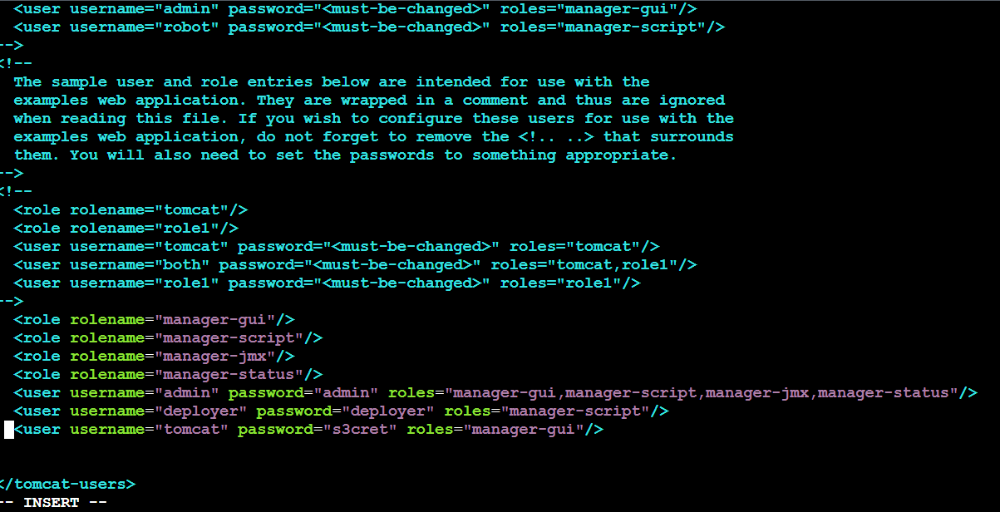 <user username="admin" password="<must-be-changed>" roles="manager-gui"/>
<user username="robot" password="<must-be-changed>" roles="manager-script"/>
-->
<!--
The sample user and role entries below are intended for use with the
examples web application. They are wrapped in a comment and thus are ignored
when reading this file. If you wish to configure these users for use with the
examples web application, do not forget to remove the <!.. ..> that surrounds
them. You will also need to set the passwords to something appropriate.
-->
<!--
<role rolename="tomcat"/>
<role rolename="role1"/>
<user username="tomcat" password="<must-be-changed>" roles="tomcat"/>
<user username="both" password="<must-be-changed>" roles="tomcat,role1"/>
<user username="role1" password="<must-be-changed>" roles="role1"/>
-->
<role rolename="manager-gui"/>
<role rolename="manager-script"/>
<role rolename="manager-jmx"/>
<role rolename="manager-status"/>
<user username="admin" password="admin" roles="manager-gui,manager-script,manager-jmx,manager-status"/>
<user username="deployer" password="deployer" roles="manager-script"/>
<user username="tomcat" password="s3cret" roles="manager-gui"/>
</tomcat-users>
-- INSERT --